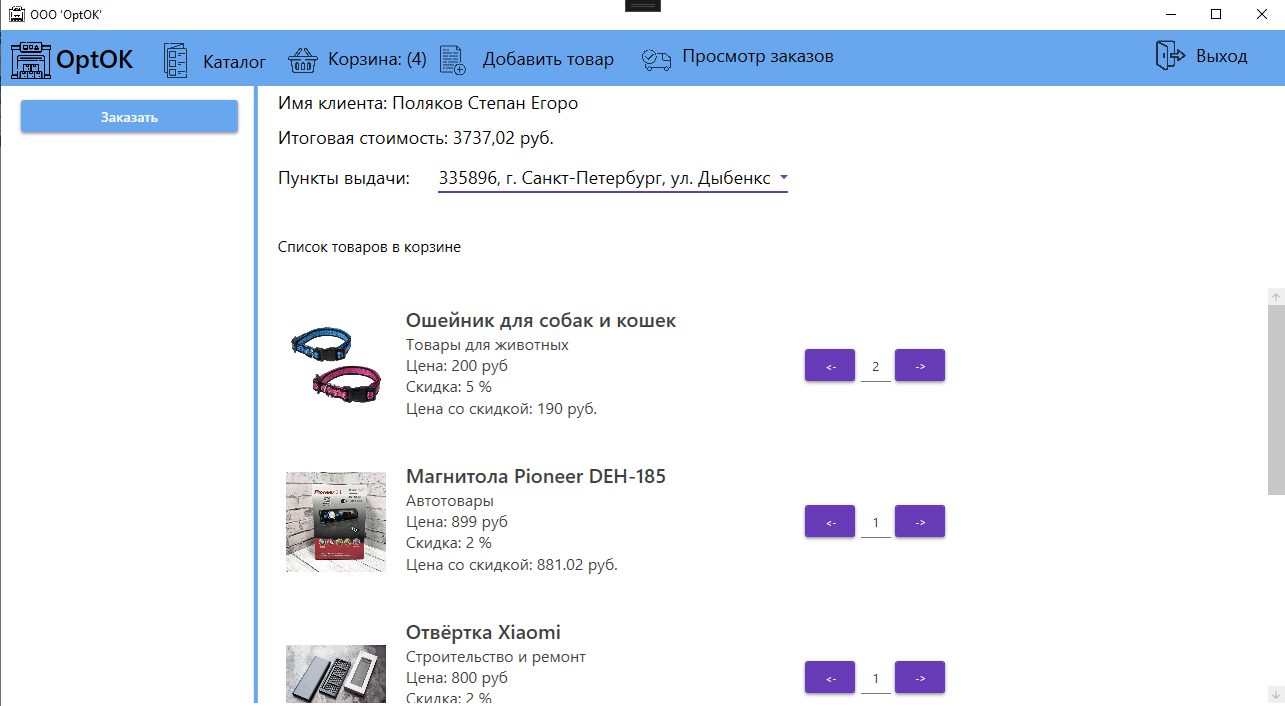 ООО 'OptOK'
OptOK
Каталог
Корзина: (4)
Добавить товар
Просмотр заказов
Выход
Заказать
Имя клиента: Поляков Степан Егоро
Итоговая стоимость: 3737,02 руб.
Пункты выдачи: 335896, г. Санкт-Петербург, ул. Дыбенкс
Список товаров в корзине
Ошейник для собак и кошек
Товары для животных
Цена: 200 руб
Скидка: 5 %
Цена со скидкой: 190 руб.
<- 2 ->
Магнитола Pioneer DEH-185
Автотовары
Цена: 899 руб
Скидка: 2 %
Цена со скидкой: 881.02 руб.
<- 1 ->
Pioneer
Отвёртка Xiaomi
Строительство и ремонт
Цена: 800 руб
Скидка: 2 %
<- 1 ->